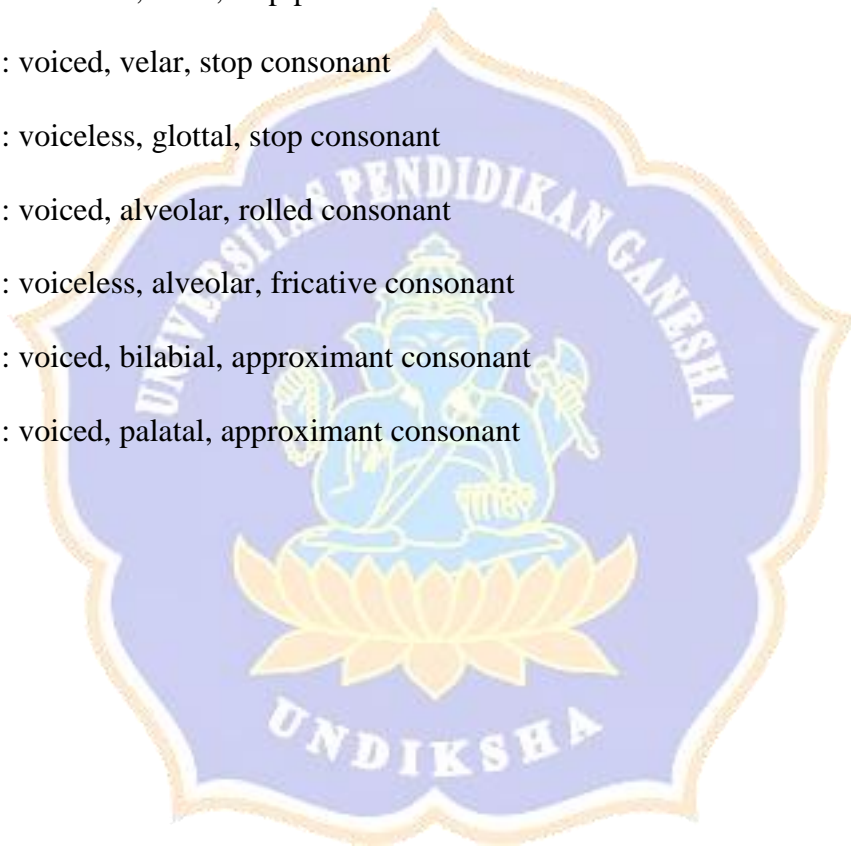 : voiced, velar, stop consonant
: voiceless, glottal, stop consonant
: voiced, alveolar, rolled consonant
: voiceless, alveolar, fricative consonant
: voiced, bilabial, approximant consonant
: voiced, palatal, approximant consonant
UNIVERSITAS PENDIDIKAN GANESHA
UNDIKSHA